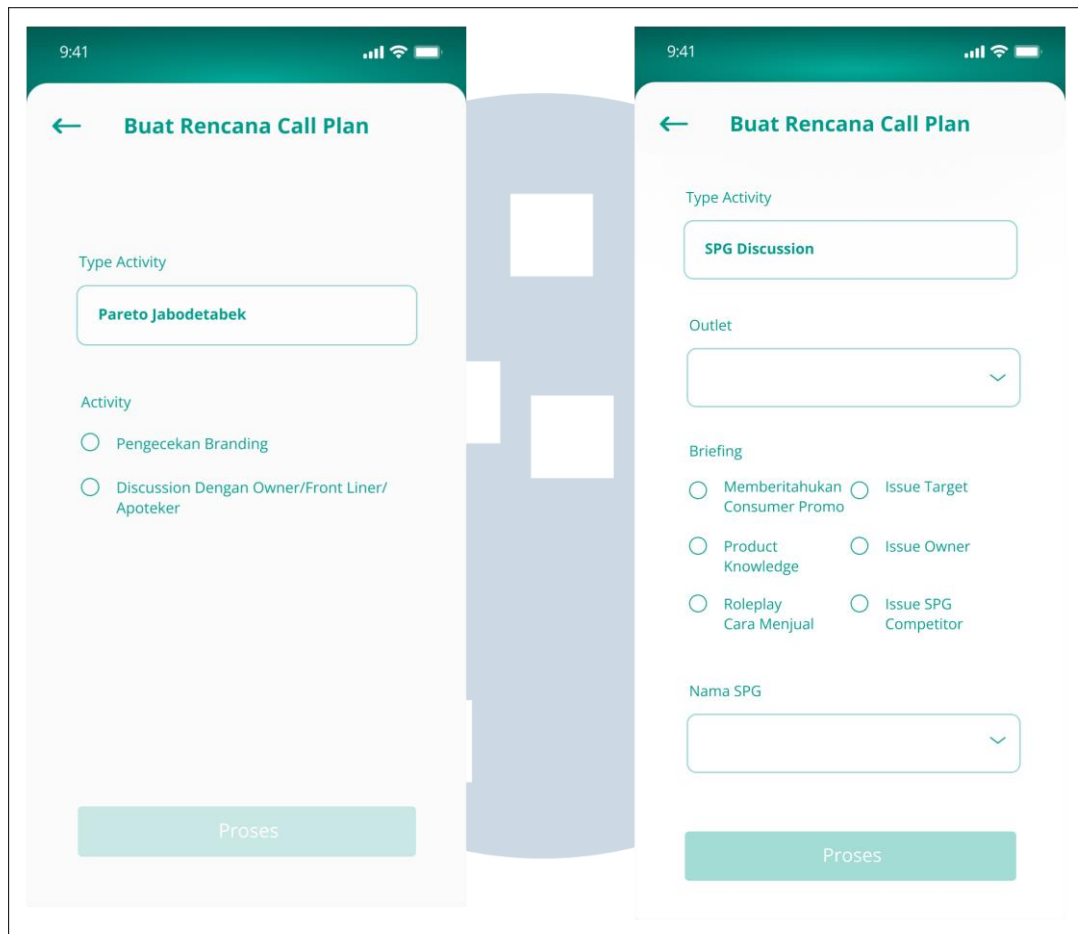 9:41
Buat Rencana Call Plan
Type Activity
Pareto Jabodetabek
Activity
Pengecekan Branding
Discussion Dengan Owner/Front Liner/
Apoteker
Proses
9:41
Buat Rencana Call Plan
Type Activity
SPG Discussion
Outlet
Briefing
Memberitahukan
Consumer Promo
Issue Target
Product
Knowledge
Issue Owner
Roleplay
Cara Menjual
Issue SPG
Competitor
Nama SPG
Proses